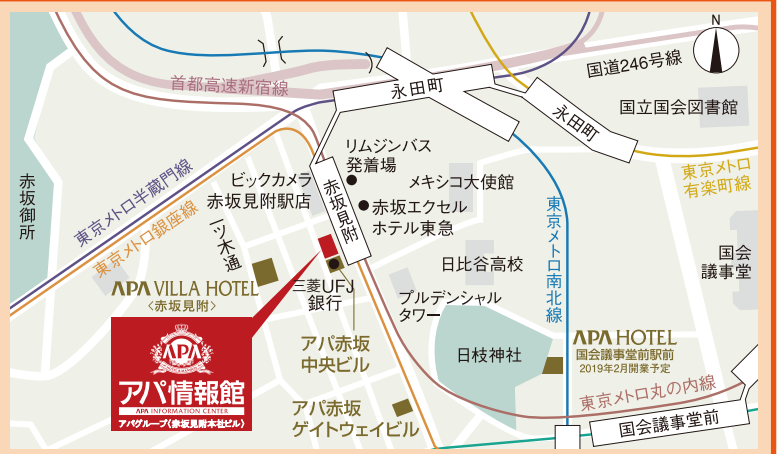 N
国道246号線
永田町
首都高速新宿線
永田町
国立国会図書館
リムジンバス
発着場
東京メトロ
有楽町線
ビックカメラ
赤坂見附駅店
メキシコ大使館
赤坂見附
赤坂御所
東京メトロ半蔵門線
赤坂エクセル
ホテル東急
東京メトロ南北線
東京メトロ銀座線
一ツ木通
国会
議事堂
日比谷高校
APA VILLA HOTEL
〈赤坂見附〉
三菱UFJ
銀行
プルデンシャル
タワー
APA
アパ情報館
APA INFORMATION CENTER
アパグループ〈赤坂見附本社ビル〉
アパ赤坂
中央ビル
日枝神社
APA HOTEL
国会議事堂前駅前
2019年2月開業予定
東京メトロ丸の内線
アパ赤坂
ゲイトウェイビル
国会議事堂前